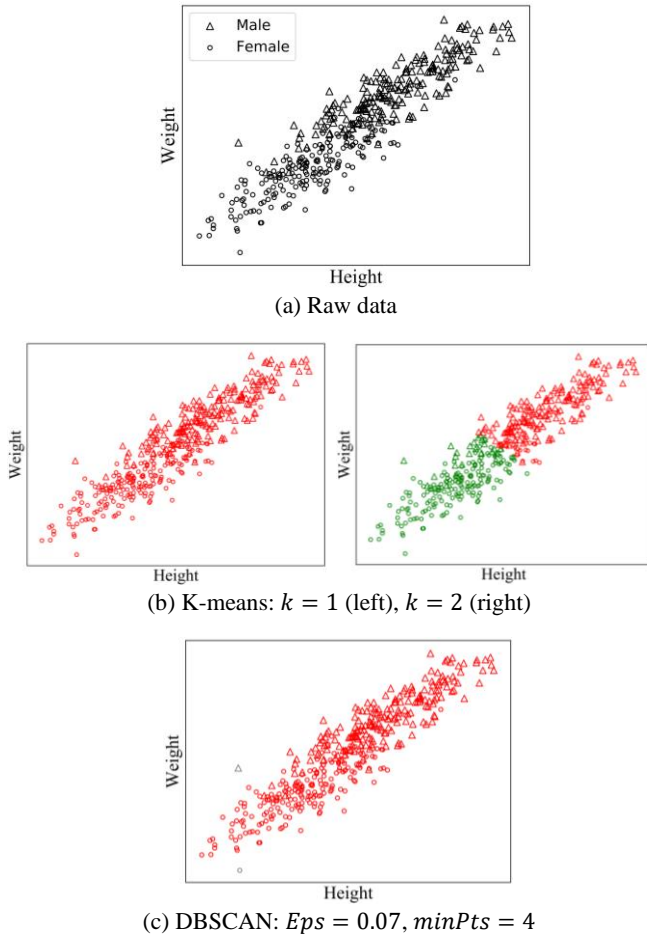 Male
Female
Weight
Height
(a) Raw data
Weight
Height
Weight
Height
(b) K-means: k = 1 (left), k = 2 (right)
Weight
Height
(c) DBSCAN: Eps = 0.07, minPts = 4